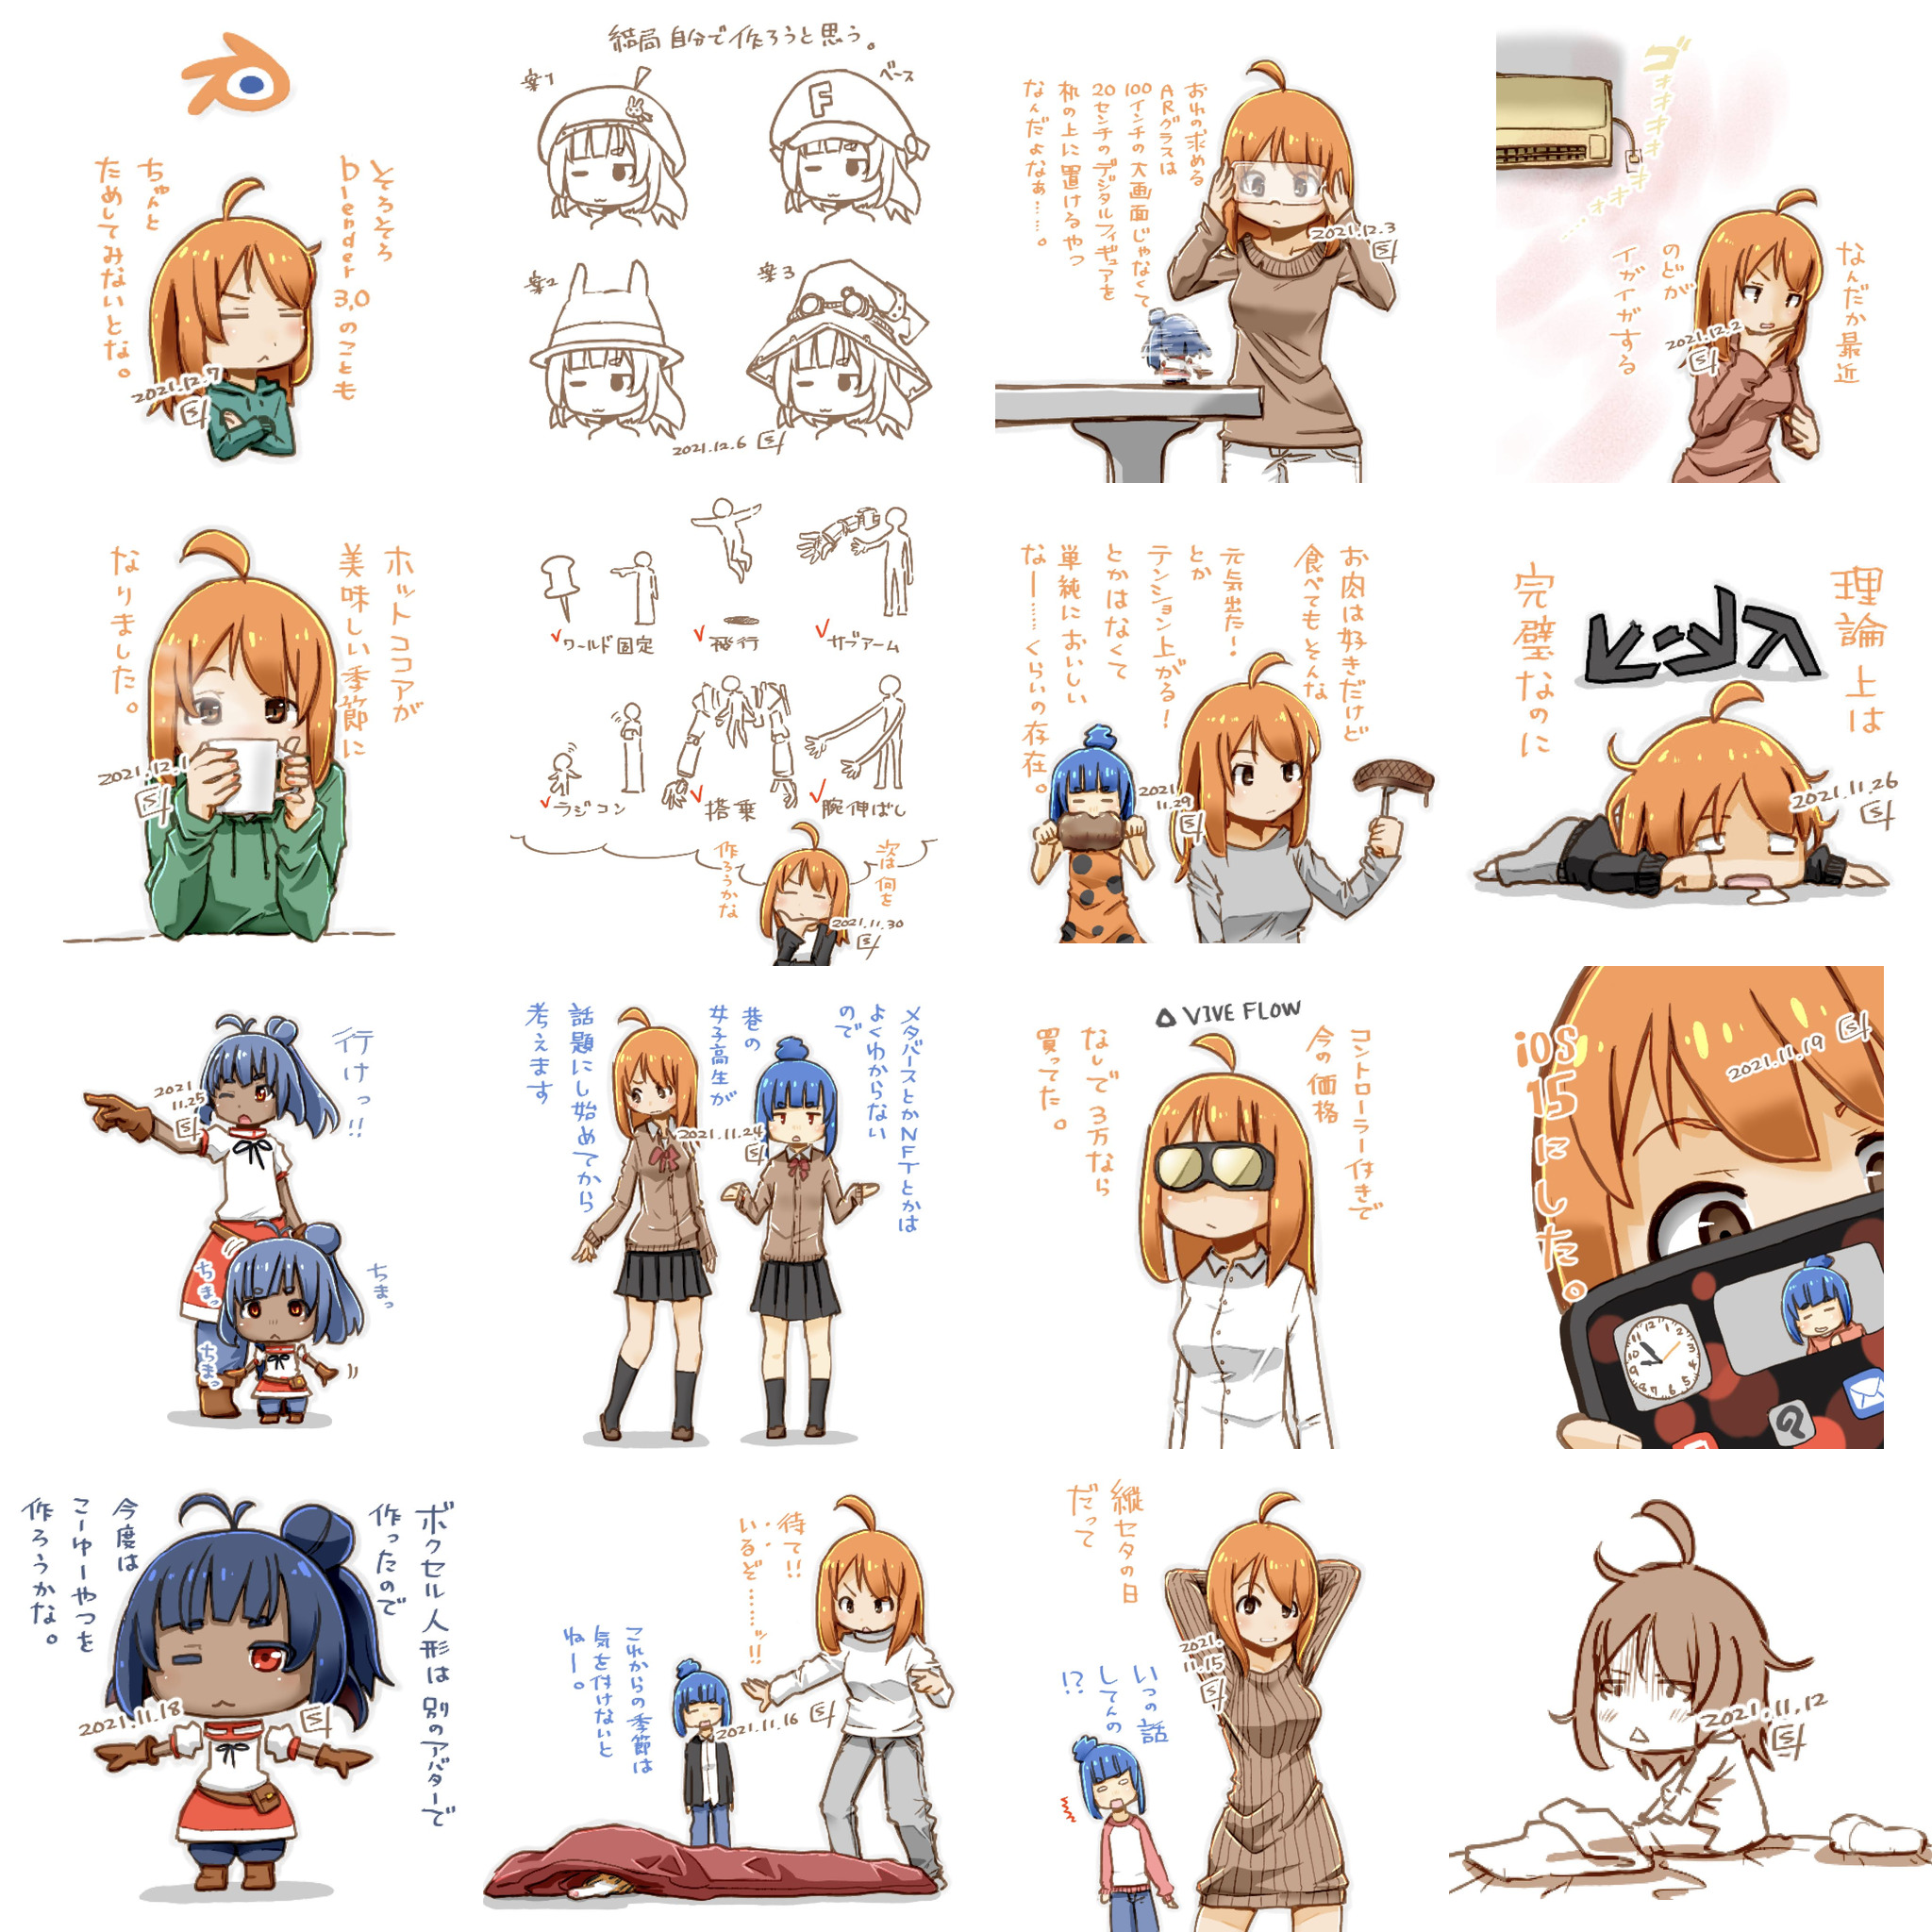 そろそろ
blender3.0のことも
ちゃんと
ためしてみないとな。
2021.12.7
結局自分で作ろうと思う。
案1
ベース
F
案2
案3
2021.12.6
おれの求める
ARグラスは
100インチの大画面じゃなくて
20センチのデジタルフィギュアを
机の上に置けるやつ
なんだよなぁ……。
2021.12.3
ゴォォォォォォ……
なんだか最近
のどが
イガイガする
2021.12.2
ホットココアが
美味しい季節に
なりました。
2021.12.1
ワールド固定
飛行
サブアーム
ラジコン
搭乗
腕伸ばし
次は何を
作ろうかな
2021.11.30
お肉は好きだけど
食べてもそんな
元気出た!
とか
テンション上がる!
とかはなくて
単純においしい
なー……くらいの存在。
2021.
11.29
理論上は
完璧なのに
2021.11.26
行けっ!!
2021
11.25
ちまっ
ちまっ
ちまっ
メタバースとかNFTとかは
よくわからない
ので
巷の
女子高生が
話題にし始めてから
考えます
2021.11.24
VIVE FLOW
コントローラー付きで
今の価格
なしで3万なら
買ってた。
iOS
15にした。
2021.11.19
12
1
2
3
4
5
6
7
8
9
10
11
ボクセル人形は別のアバターで
作ったので
今度は
こーゆーやつを
作ろうかな。
2021.11.18
待て!!
いるぞ………ッ!!
これからの季節は
気を付けないと
ねー。
2021.11.16
縦セタの日
だって
いつの話
してんの
!?
2021.
11.15
2021.11.12